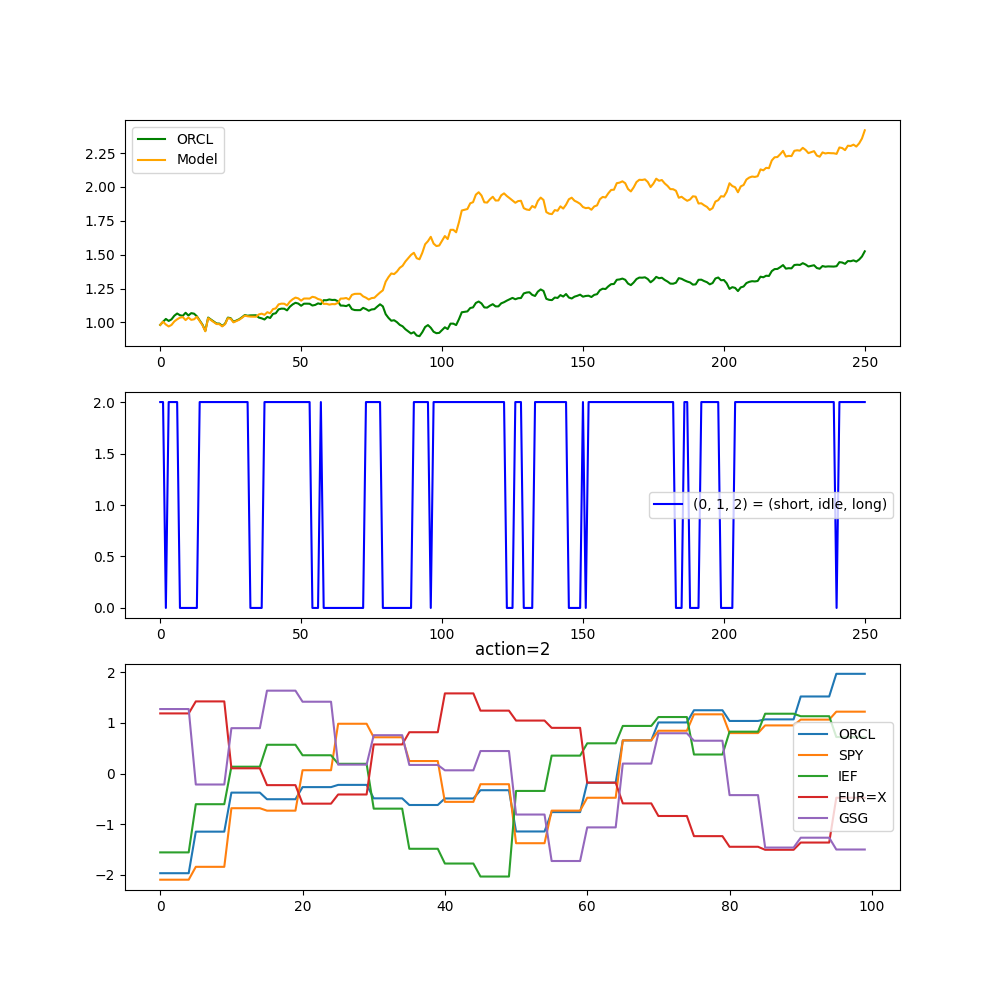 ORCL
Model
2.25
2.00
1.75
1.50
1.25
1.00
0 50 100 150 200 250
2.0
1.5
1.0
0.5
0.0
(0, 1, 2) = (short, idle, long)
0 50 100 150 200 250
action=2
2
1
0
−1
−2
ORCL
SPY
IEF
EUR=X
GSG
0 20 40 60 80 100